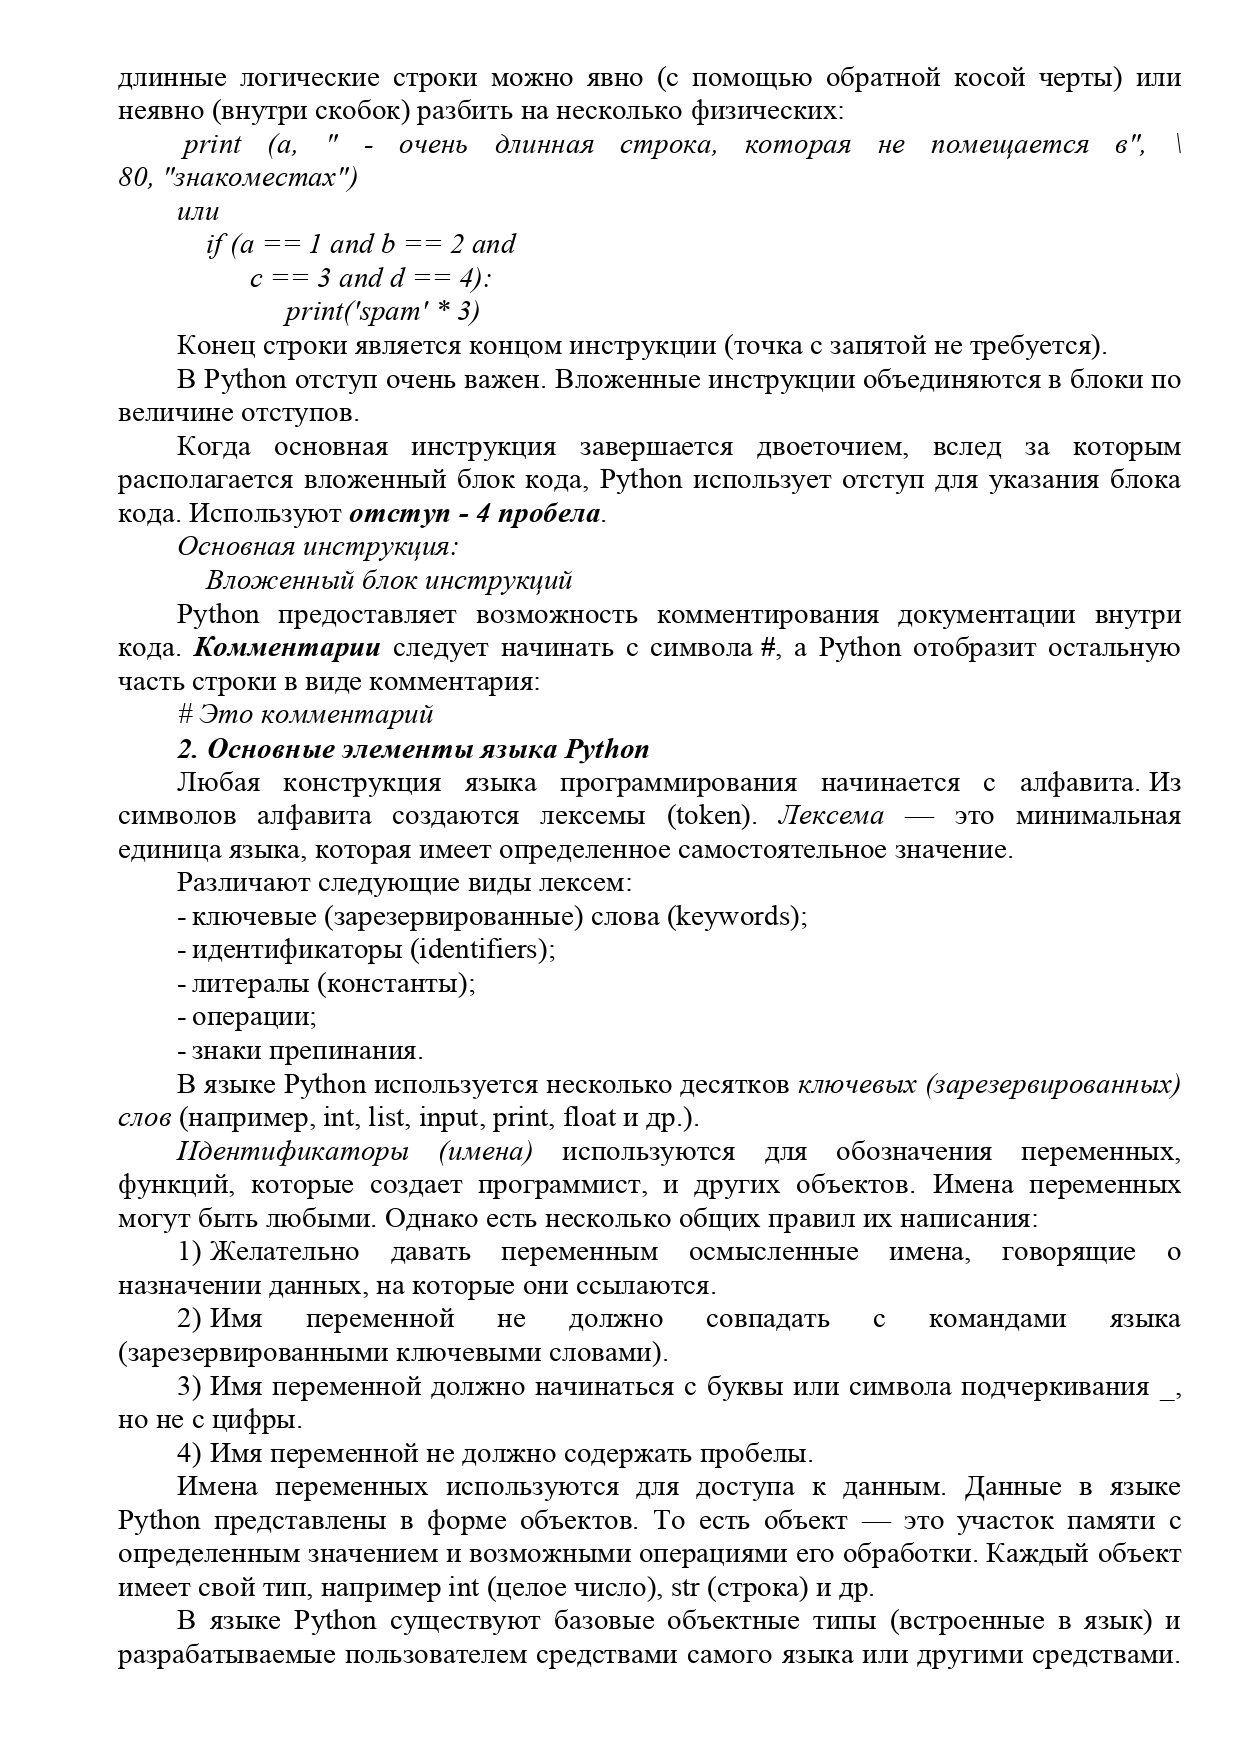 длинные логические строки можно явно (с помощью обратной косой черты) или
неявно (внутри скобок) разбить на несколько физических:
print (a, " - очень длинная строка, которая не помещается в", \
80, "знакоместах")
или
if (a == 1 and b == 2 and
c == 3 and d == 4):
print('spam' * 3)
Конец строки является концом инструкции (точка с запятой не требуется).
В Python отступ очень важен. Вложенные инструкции объединяются в блоки по
величине отступов.
Когда основная инструкция завершается двоеточием, вслед за которым
располагается вложенный блок кода, Python использует отступ для указания блока
кода. Используют отступ - 4 пробела.
Основная инструкция:
Вложенный блок инструкций
Python предоставляет возможность комментирования документации внутри
кода. Комментарии следует начинать с символа #, а Python отобразит остальную
часть строки в виде комментария:
# Это комментарий
2. Основные элементы языка Python
Любая конструкция языка программирования начинается с алфавита. Из
символов алфавита создаются лексемы (token). Лексема — это минимальная
единица языка, которая имеет определенное самостоятельное значение.
Различают следующие виды лексем:
- ключевые (зарезервированные) слова (keywords);
- идентификаторы (identifiers);
- литералы (константы);
- операции;
- знаки препинания.
В языке Python используется несколько десятков ключевых (зарезервированных)
слов (например, int, list, input, print, float и др.).
Идентификаторы (имена) используются для обозначения переменных,
функций, которые создает программист, и других объектов. Имена переменных
могут быть любыми. Однако есть несколько общих правил их написания:
1) Желательно давать переменным осмысленные имена, говорящие о
назначении данных, на которые они ссылаются.
2) Имя переменной не должно совпадать с командами языка
(зарезервированными ключевыми словами).
3) Имя переменной должно начинаться с буквы или символа подчеркивания _,
но не с цифры.
4) Имя переменной не должно содержать пробелы.
Имена переменных используются для доступа к данным. Данные в языке
Python представлены в форме объектов. То есть объект — это участок памяти с
определенным значением и возможными операциями его обработки. Каждый объект
имеет свой тип, например int (целое число), str (строка) и др.
В языке Python существуют базовые объектные типы (встроенные в язык) и
разрабатываемые пользователем средствами самого языка или другими средствами.